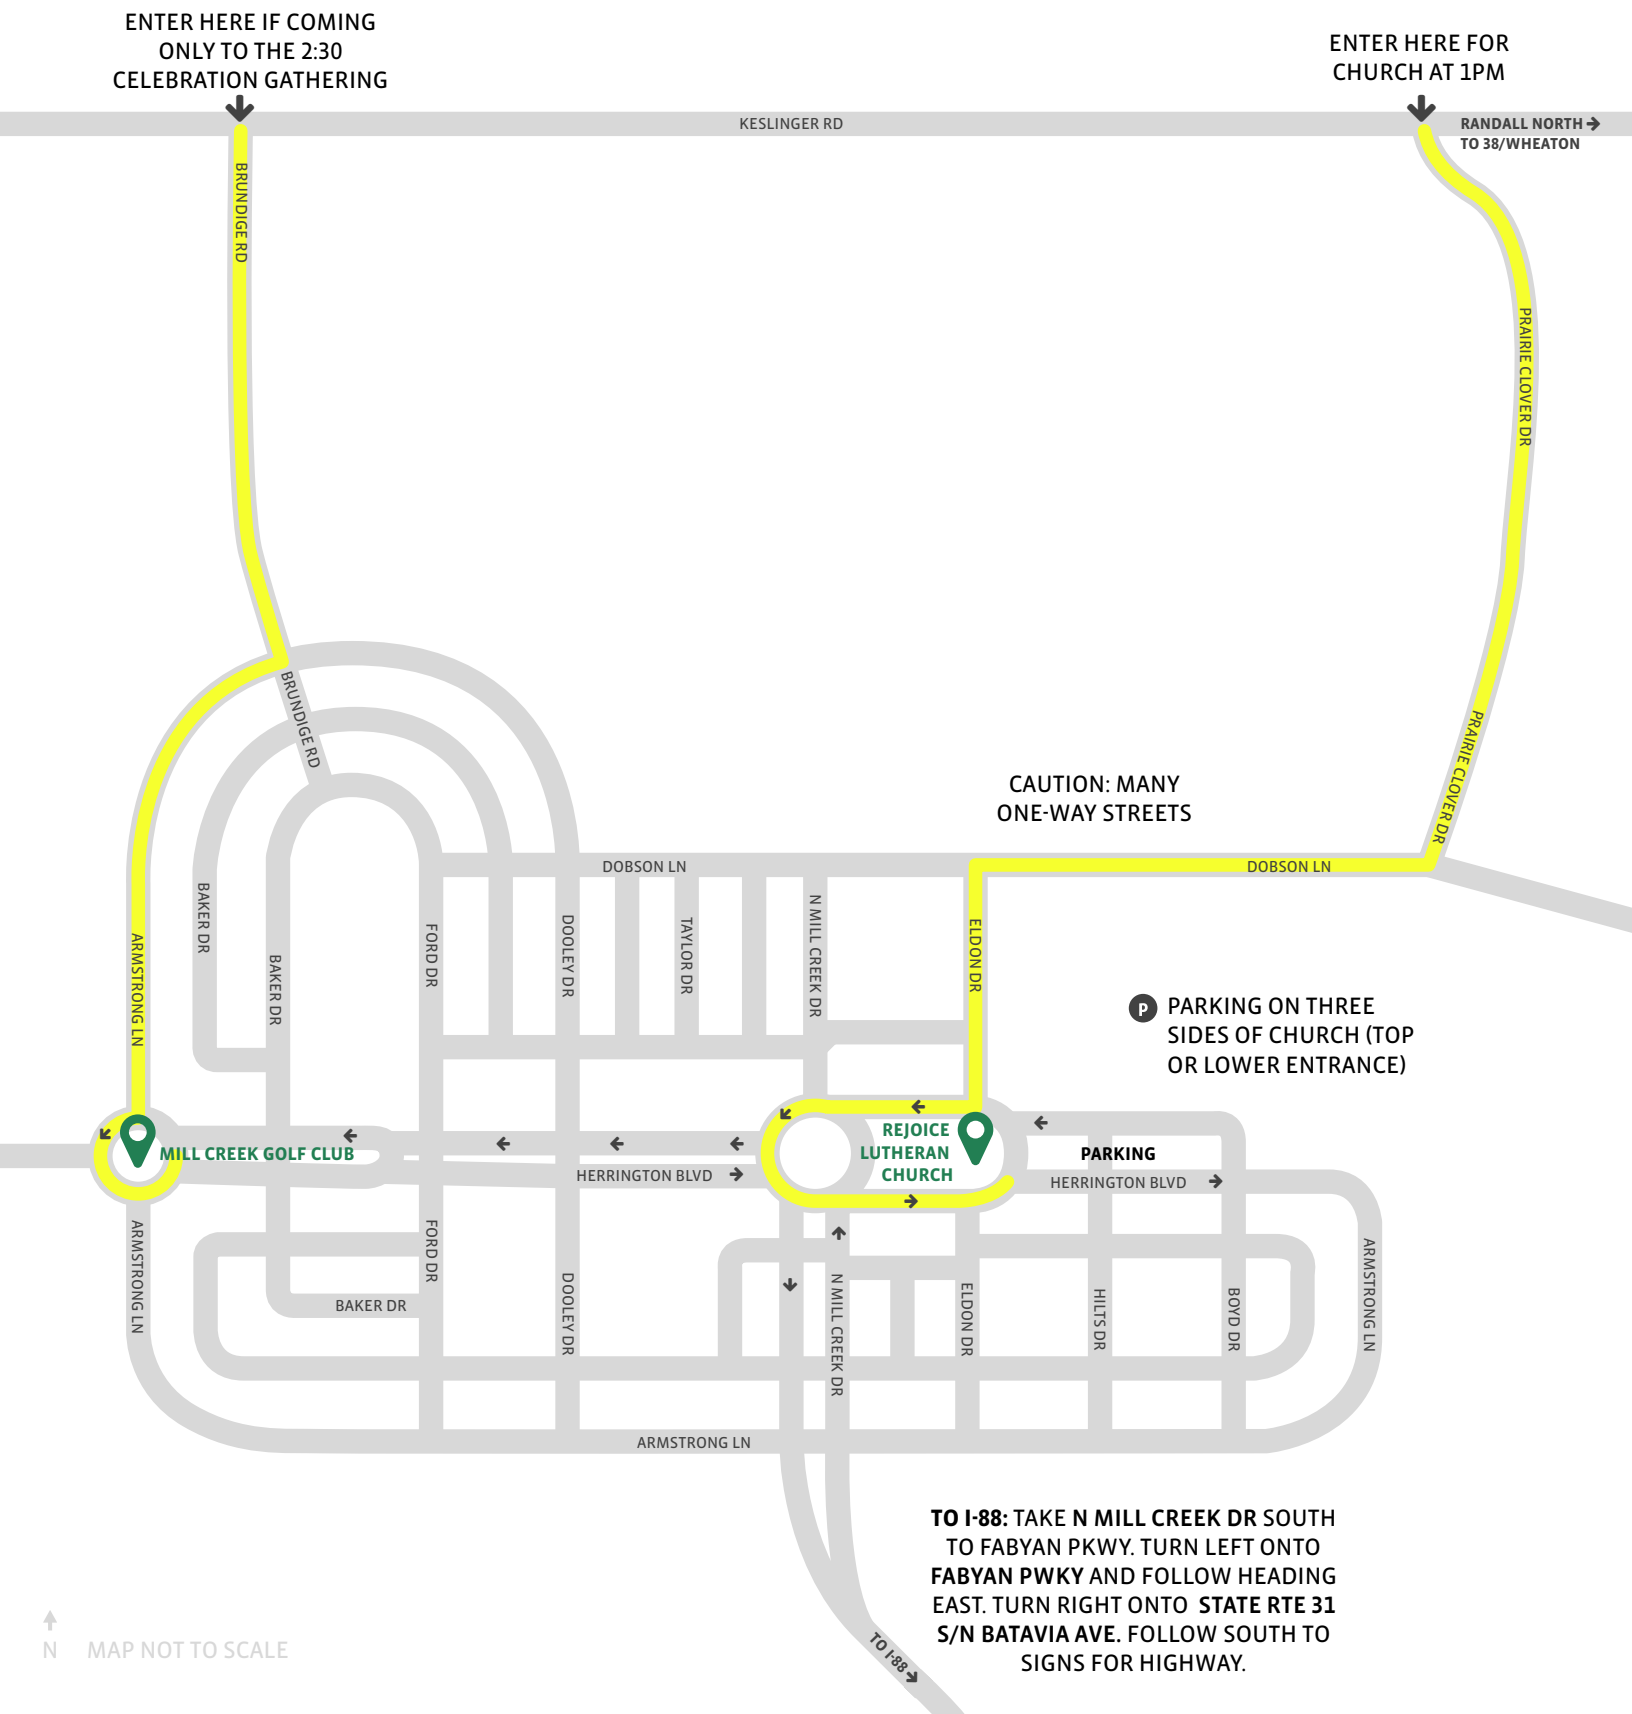 ENTER HERE IF COMING
ONLY TO THE 2:30
CELEBRATION GATHERING
ENTER HERE FOR
CHURCH AT 1PM
KESLINGER RD
RANDALL NORTH
TO 38/WHEATON
BRUNDIGE RD
PRAIRIE CLOVER DR
BRUNDIGE RD
PRAIRIE CLOVER DR
CAUTION: MANY
ONE-WAY STREETS
DOBSON LN
DOBSON LN
BAKER DR
ARMSTRONG LN
BAKER DR
FORD DR
DOOLEY DR
TAYLOR DR
N MILL CREEK DR
ELDON DR
P
PARKING ON THREE
SIDES OF CHURCH (TOP
OR LOWER ENTRANCE)
MILL CREEK GOLF CLUB
REJOICE
LUTHERAN
CHURCH
PARKING
HERRINGTON BLVD
HERRINGTON BLVD
ARMSTRONG LN
FORD DR
BAKER DR
DOOLEY DR
N MILL CREEK DR
ELDON DR
HILTS DR
BOYD DR
ARMSTRONG LN
ARMSTRONG LN
TO I-88: TAKE N MILL CREEK DR SOUTH
TO FABYAN PKWY. TURN LEFT ONTO
FABYAN PWKY AND FOLLOW HEADING
EAST. TURN RIGHT ONTO STATE RTE 31
S/N BATAVIA AVE. FOLLOW SOUTH TO
SIGNS FOR HIGHWAY.
TO I-88
N
MAP NOT TO SCALE